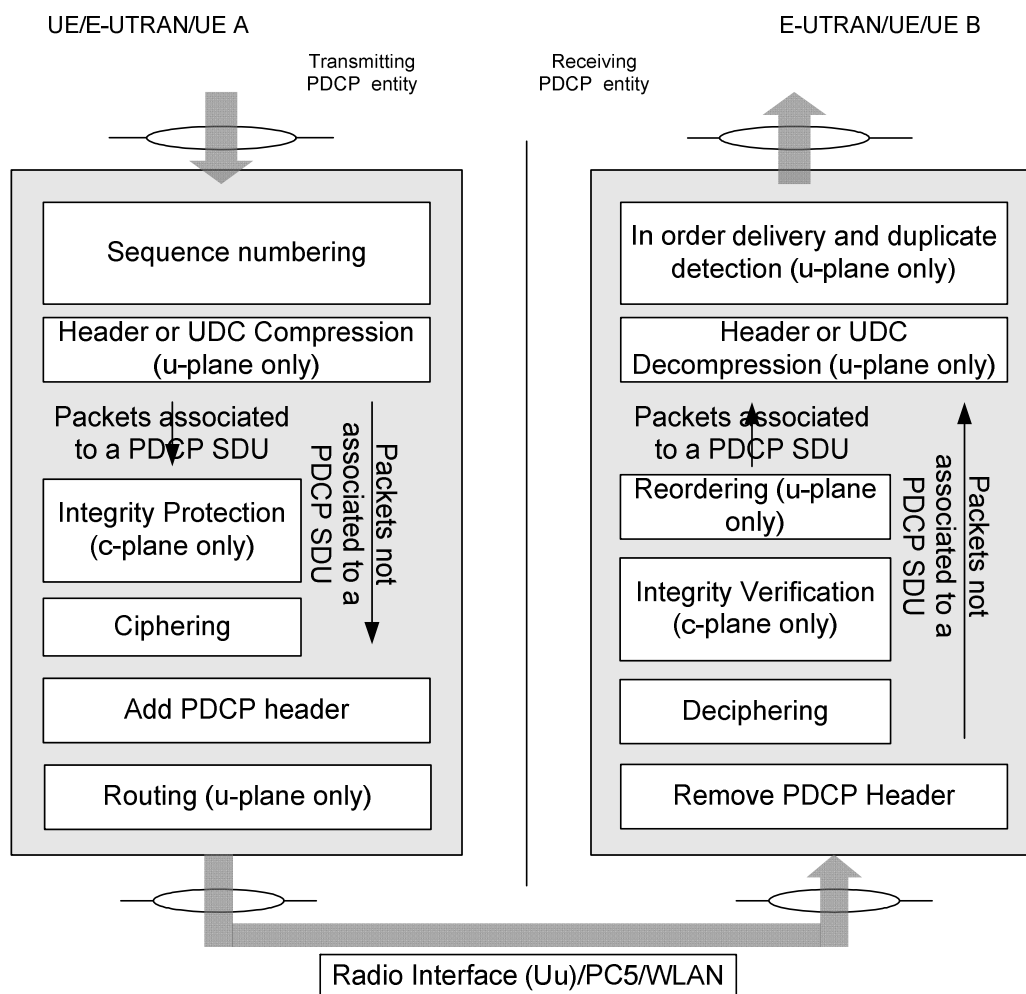 UE/E-UTRAN/UE A
E-UTRAN/UE/UE B
Transmitting
PDCP entity
Receiving
PDCP entity
Sequence numbering
Header or UDC Compression
(u-plane only)
Packets associated
to a PDCP SDU
Packets not
associated to a
PDCP SDU
Integrity Protection
(c-plane only)
Ciphering
Add PDCP header
Routing (u-plane only)
In order delivery and duplicate
detection (u-plane only)
Header or UDC
Decompression (u-plane only)
Packets associated
to a PDCP SDU
Packets not
associated to a
PDCP SDU
Reordering (u-plane
only)
Integrity Verification
(c-plane only)
Deciphering
Remove PDCP Header
Radio Interface (Uu)/PC5/WLAN